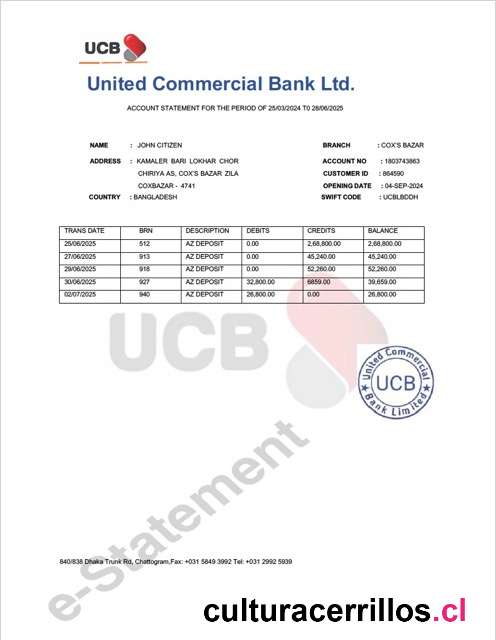 UCB
United Commercial Bank Ltd.
ACCOUNT STATEMENT FOR THE PERIOD OF 25/03/2024 T0 28/06/2025
NAME : JOHN CITIZEN BRANCH : COX'S BAZAR
ADDRESS : KAMALER BARI LOKHAR CHOR ACCOUNT NO : 1803743863
CHIRIYA AS, COX'S BAZAR ZILA CUSTOMER ID : 864590
COXBAZAR - 4741 OPENING DATE : 04-SEP-2024
COUNTRY : BANGLADESH SWIFT CODE : UCBLBDDH
TRANS DATE BRN DESCRIPTION DEBITS CREDITS BALANCE
25/06/2025 512 AZ DEPOSIT 0.00 2,68,800.00 2,68,800.00
27/06/2025 913 AZ DEPOSIT 0.00 45,240.00 45,240.00
29/06/2025 918 AZ DEPOSIT 0.00 52,260.00 52,260.00
30/06/2025 927 AZ DEPOSIT 32,800.00 6859.00 39,659.00
02/07/2025 940 AZ DEPOSIT 26,800.00 0.00 26,800.00
UCB
United Commercial
UCB
Bank Limited
e-Statement
840/838 Dhaka Trunk Rd, Chattogram,Fax: +031 5849 3992 Tel: +031 2992 5939
culturacerrillos.cl